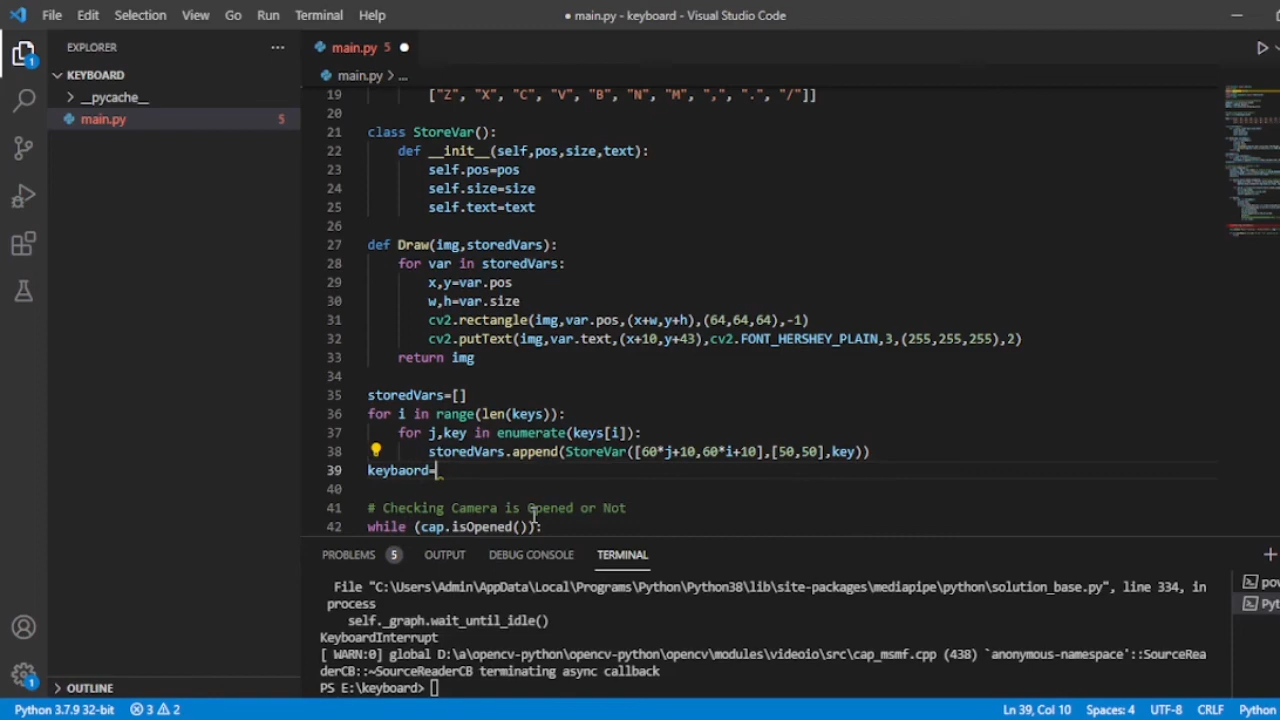 File Edit Selection View Go Run Terminal Help ● main.py - keyboard - Visual Studio Code
1
EXPLORER ···
KEYBOARD
__pycache__
main.py 5
main.py 5
main.py > ...
19 ["Z", "X", "C", "V", "B", "N", "M", ",", ".", "/"]]
20
21 class StoreVar():
22 def __init__(self,pos,size,text):
23 self.pos=pos
24 self.size=size
25 self.text=text
26
27 def Draw(img,storedVars):
28 for var in storedVars:
29 x,y=var.pos
30 w,h=var.size
31 cv2.rectangle(img,var.pos,(x+w,y+h),(64,64,64),-1)
32 cv2.putText(img,var.text,(x+10,y+43),cv2.FONT_HERSHEY_PLAIN,3,(255,255,255),2)
33 return img
34
35 storedVars=[]
36 for i in range(len(keys)):
37 for j,key in enumerate(keys[i]):
38 storedVars.append(StoreVar([60*j+10,60*i+10],[50,50],key))
39 keybaord=
40
41 # Checking Camera is Opened or Not
42 while (cap.isOpened()):
PROBLEMS 5 OUTPUT DEBUG CONSOLE TERMINAL
File "C:\Users\Admin\AppData\Local\Programs\Python\Python38\lib\site-packages\mediapipe\python\solution_base.py", line 334, in
process
self._graph.wait_until_idle()
KeyboardInterrupt
[ WARN:0] global D:\a\opencv-python\opencv-python\opencv\modules\videoio\src\cap_msmf.cpp (438) `anonymous-namespace'::SourceRea
derCB::~SourceReaderCB terminating async callback
PS E:\keyboard>
pov
Pyt
OUTLINE
1
Python 3.7.9 32-bit 3 2 Ln 39, Col 10 Spaces: 4 UTF-8 CRLF Python